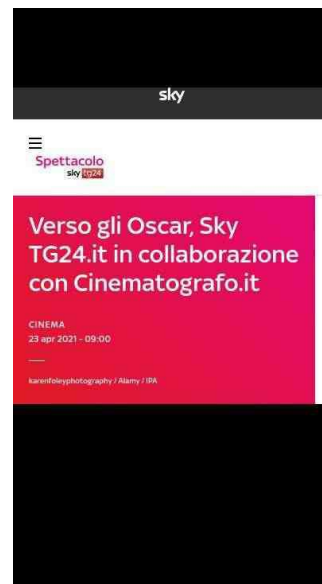 sky
Spettacolo
sky tg24
Verso gli Oscar, Sky
TG24.it in collaborazione
con Cinematografo.it
CINEMA
23 apr 2021 - 09:00
karenfoleyphotography / Alamy / IPA